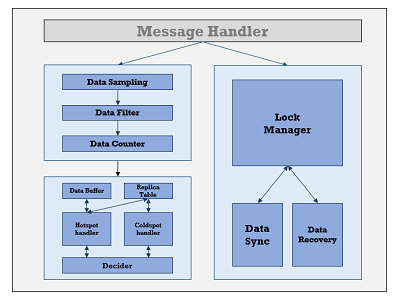 Message Handler
Data Sampling
Data Filter
Data Counter
Data Buffer
Replica
Table
Hotspot
handler
Coldspot
handler
Decider
Lock
Manager
Data
Sync
Data
Recovery